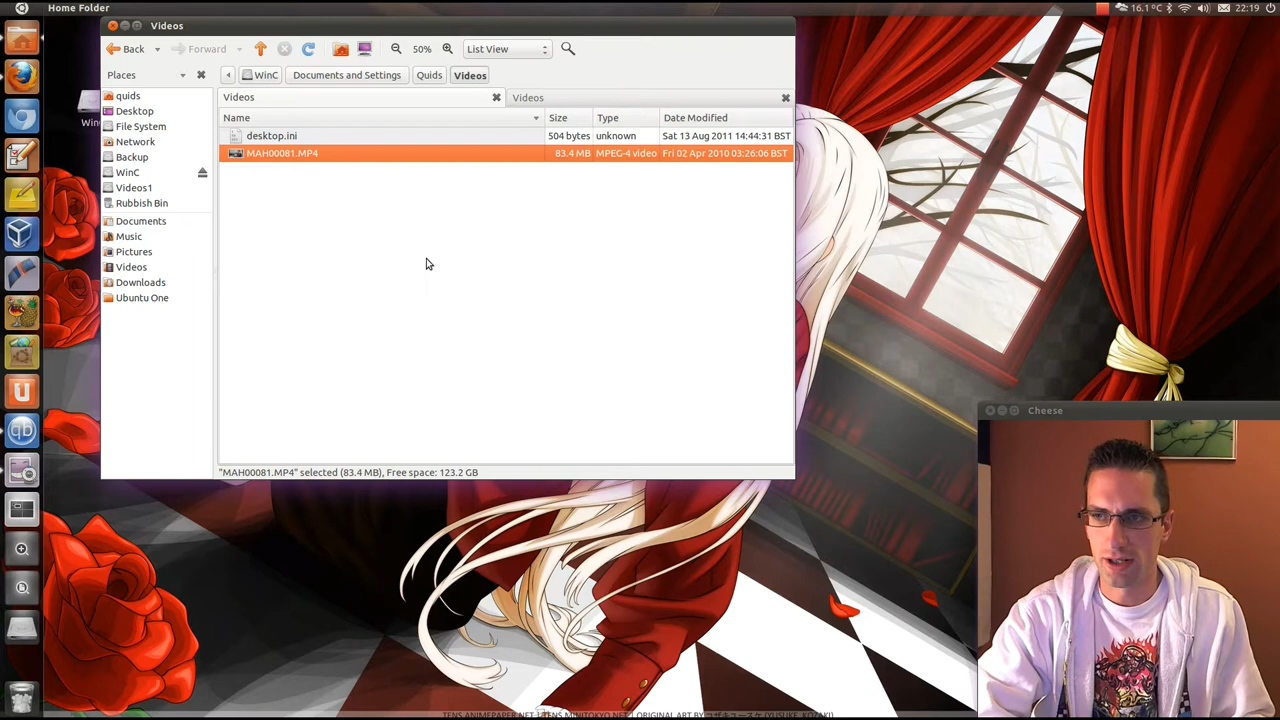 Home Folder
16.1°C
22:19
Videos
Back
Forward
50%
List View
Places
WinC
Documents and Settings
Quids
Videos
Videos
Videos
Name
Size
Type
Date Modified
desktop.ini
504 bytes
unknown
Sat 13 Aug 2011 14:44:31 BST
MAH00081.MP4
83.4 MB
MPEG-4 video
Fri 02 Apr 2010 03:26:06 BST
quids
Desktop
File System
Network
Backup
WinC
Videos1
Rubbish Bin
Documents
Music
Pictures
Videos
Downloads
Ubuntu One
"MAH00081.MP4" selected (83.4 MB), Free space: 123.2 GB
Cheese
U
qb